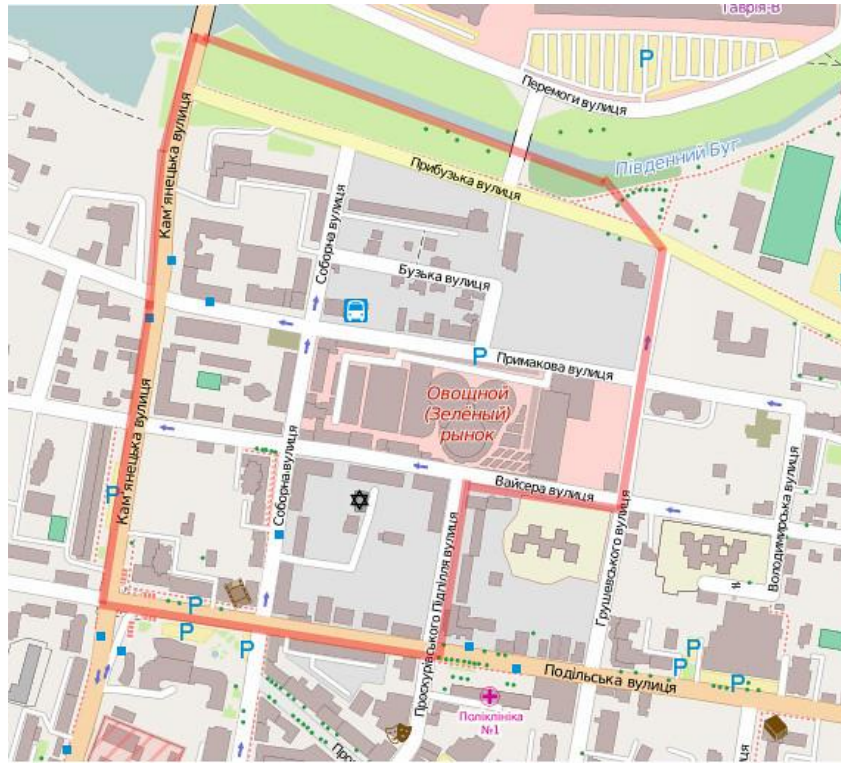 Таврія-В
P
Перемоги вулиця
Південний Буг
Кам'янецька вулиця
Прибузька вулиця
Соборна вулиця
Бузька вулиця
P
Примакова вулиця
Овощной
(Зелёный)
рынок
Кам'янецька вулиця
P
Соборна вулиця
Вайсера вулиця
Проскурівського Підпілля вулиця
Грушевського вулиця
Володимирська вулиця
P
P
P
P
P
P
Подільська вулиця
Поліклініка
№1
Прос